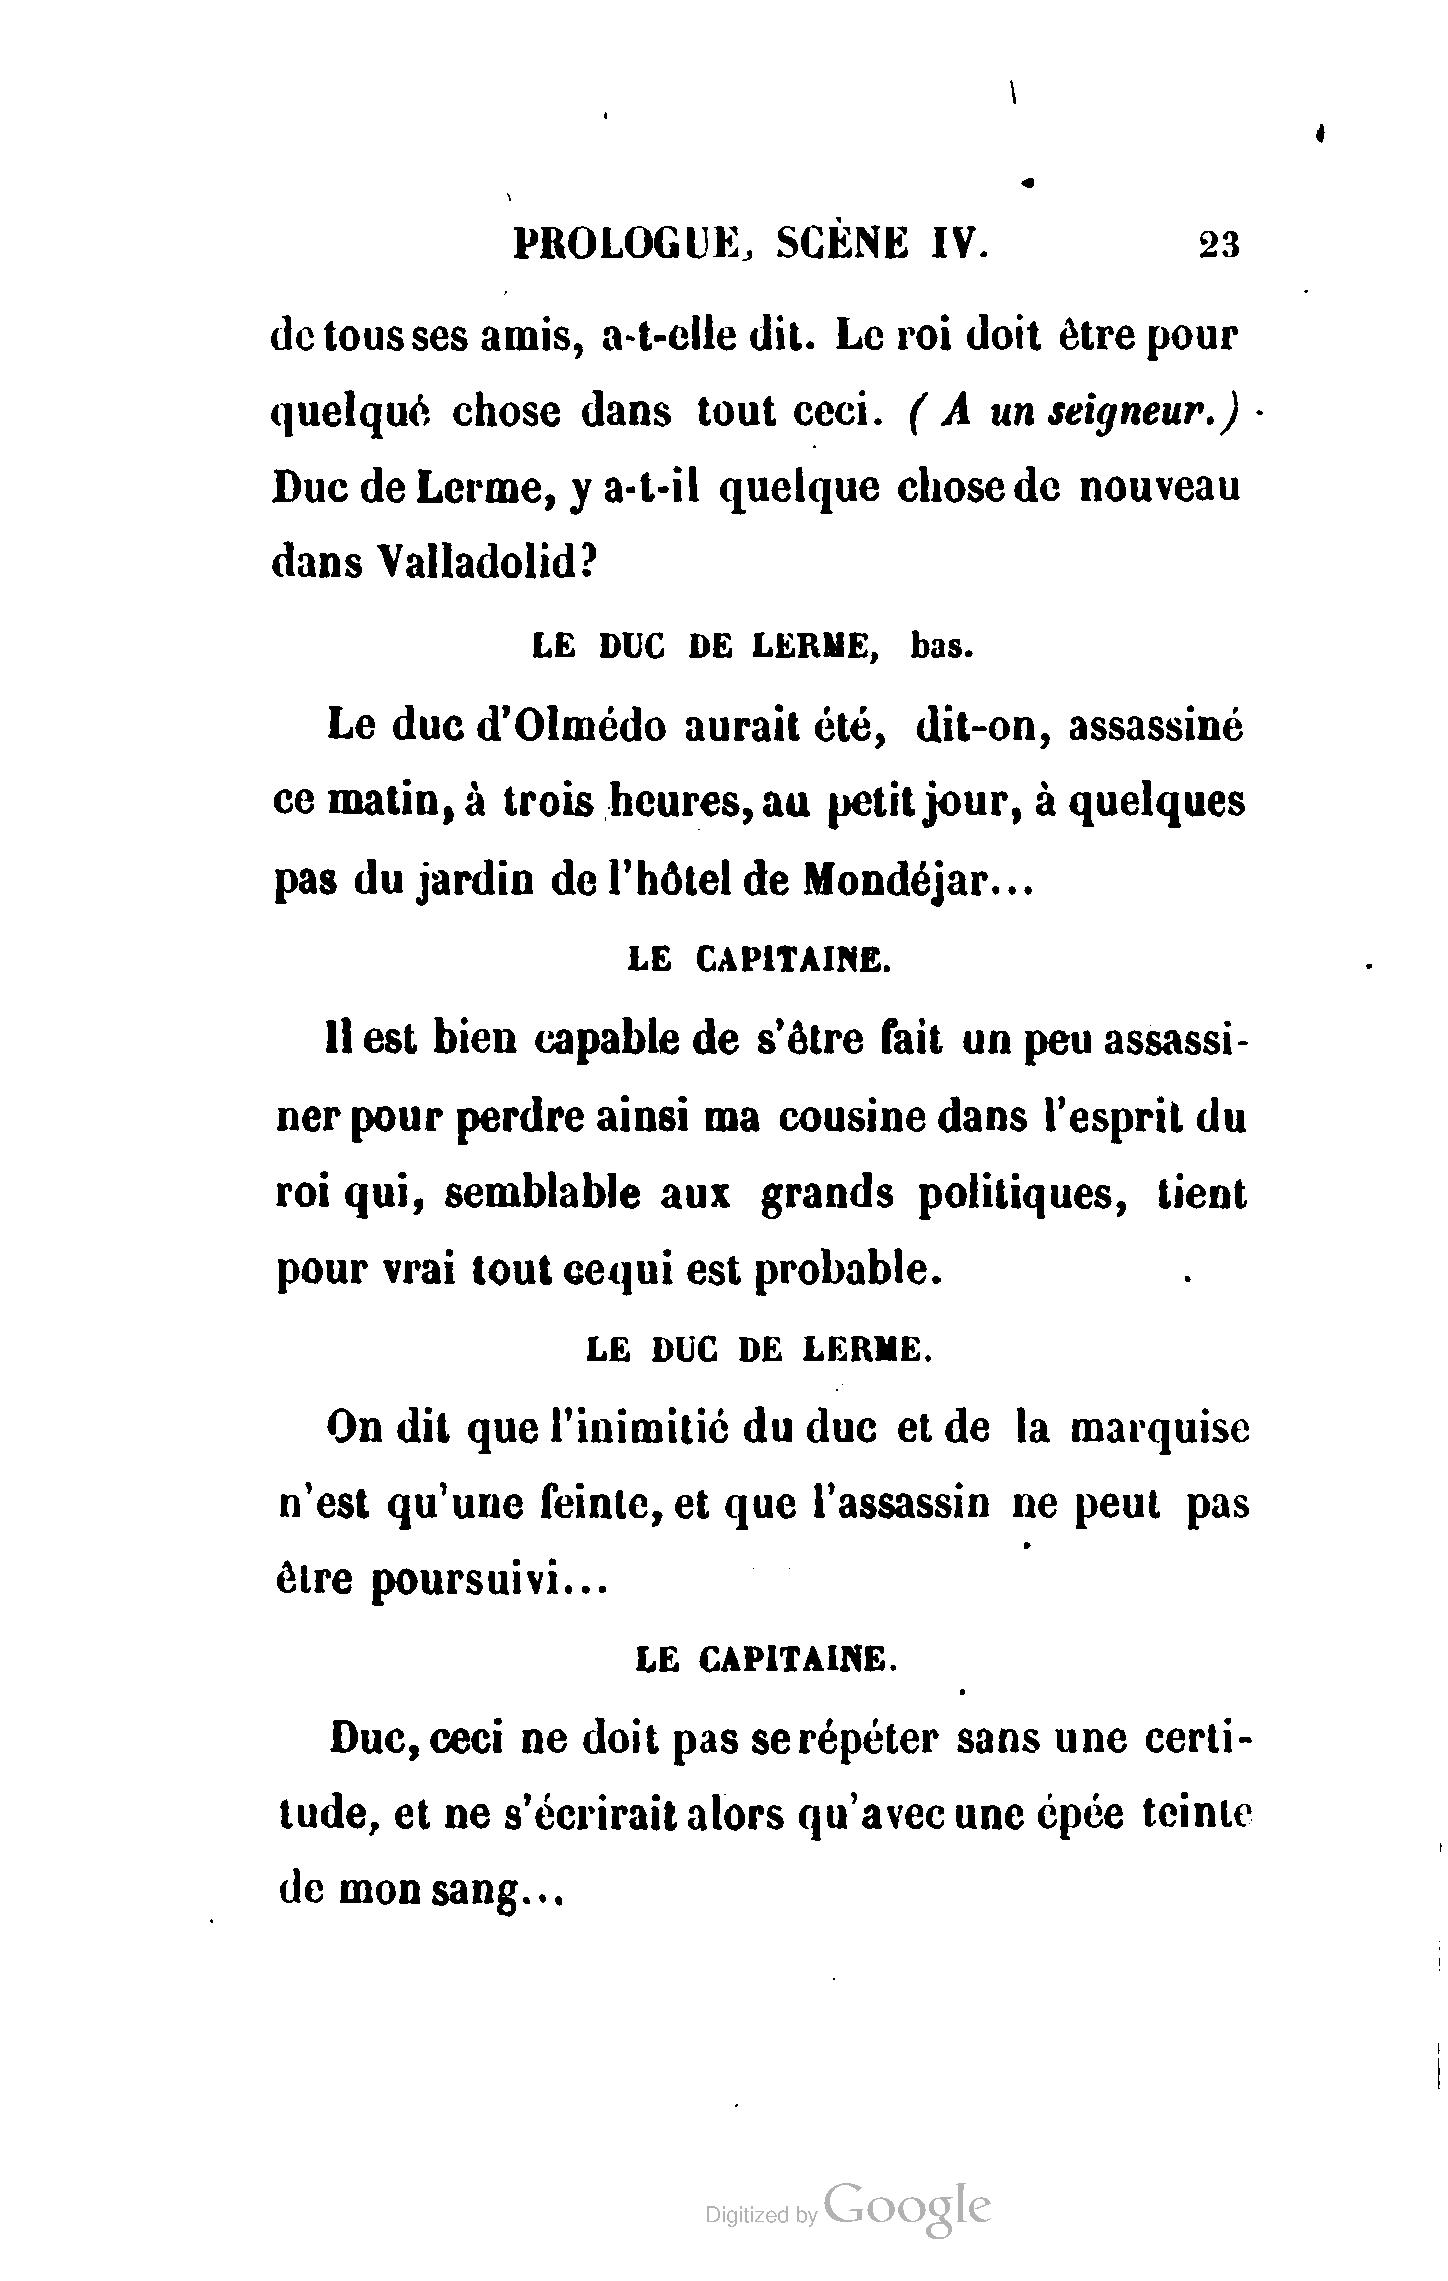 PROLOGUE, SCÈNE IV. 23
de tous ses amis, a-t-elle dit. Le roi doit être pour
quelque chose dans tout ceci. (A un seigneur.)
Duc de Lerme, y a-t-il quelque chose de nouveau
dans Valladolid?
LE DUC DE LERME, bas.
Le duc d'Olmédo aurait été, dit-on, assassiné
ce matin, à trois heures, au petit jour, à quelques
pas du jardin de l'hôtel de Mondéjar...
LE CAPITAINE.
Il est bien capable de s'être fait un peu assassi-
ner pour perdre ainsi ma cousine dans l'esprit du
roi qui, semblable aux grands politiques, tient
pour vrai tout ce qui est probable.
LE DUC DE LERME.
On dit que l'inimitié du duc et de la marquise
n'est qu'une feinte, et que l'assassin ne peut pas
être poursuivi...
LE CAPITAINE.
Duc, ceci ne doit pas se répéter sans une certi-
tude, et ne s'écrirait alors qu'avec une épée teinte
de mon sang...
Digitized by Google